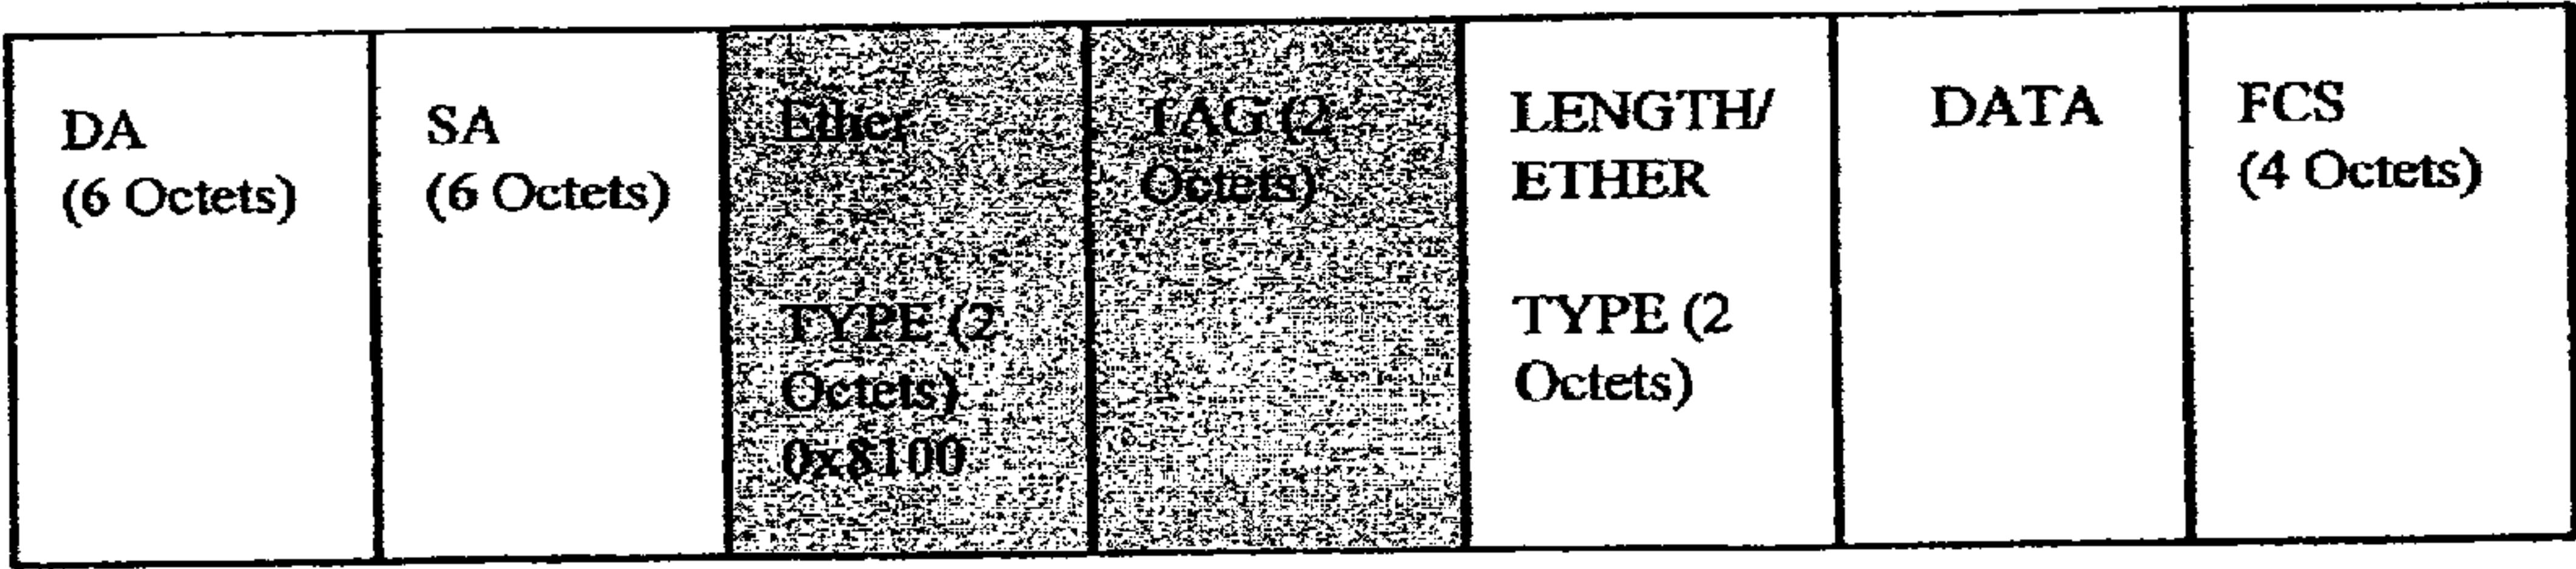 DA
(6 Octets)
SA
(6 Octets)
Ether
TYPE (2
Octets)
0x8100
TAG (2
Octets)
LENGTH/
ETHER
TYPE (2
Octets)
DATA
FCS
(4 Octets)